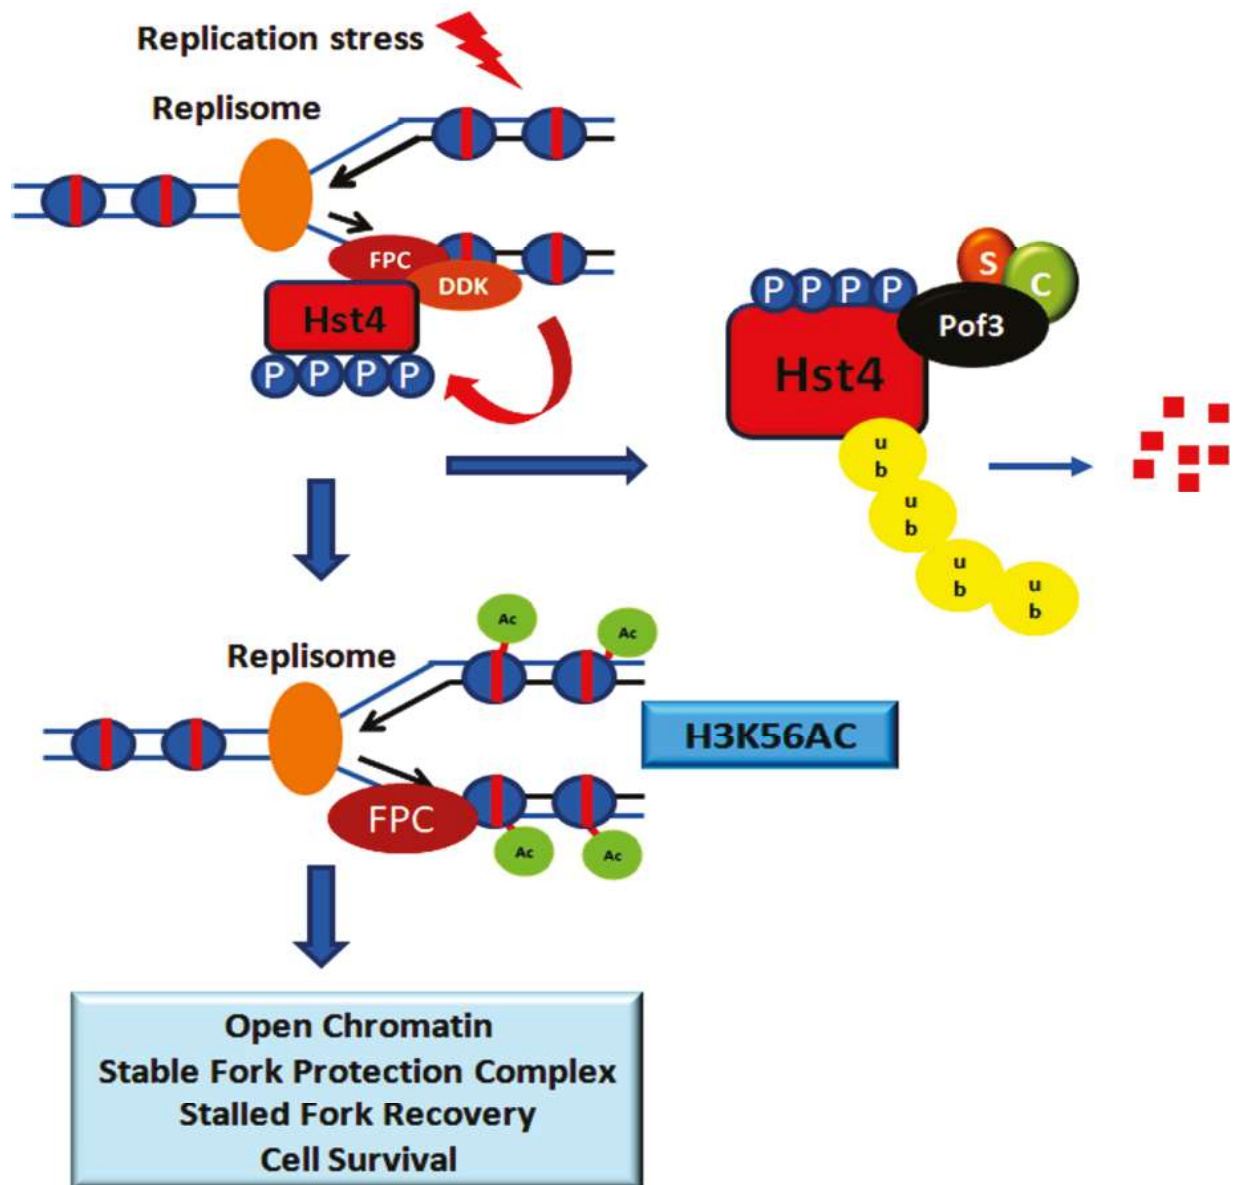 Replication stress
Replisome
FPC
DDK
Hst4
P P P P
P P P P
S
C
Pof3
Hst4
u
b
u
b
u
b
u
b
Replisome
Ac
Ac
H3K56AC
FPC
Ac
Ac
Open Chromatin
Stable Fork Protection Complex
Stalled Fork Recovery
Cell Survival